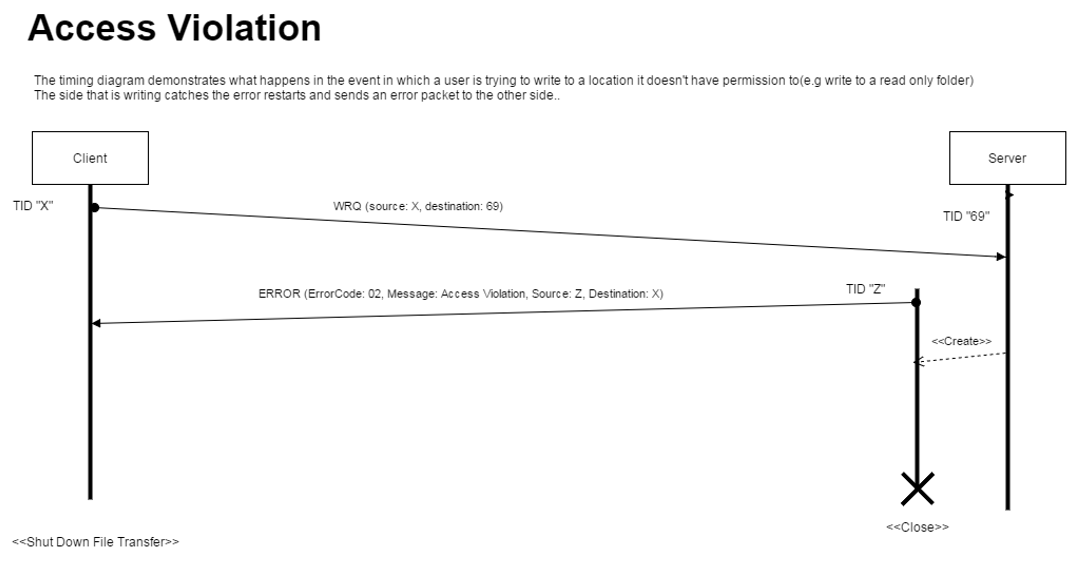 Access Violation
The timing diagram demonstrates what happens in the event in which a user is trying to write to a location it doesn't have permission to(e.g write to a read only folder)
The side that is writing catches the error restarts and sends an error packet to the other side..
Client
Server
TID "X"
WRQ (source: X, destination: 69)
TID "69"
ERROR (ErrorCode: 02, Message: Access Violation, Source: Z, Destination: X)
TID "Z"
<<Create>>
<<Close>>
<<Shut Down File Transfer>>